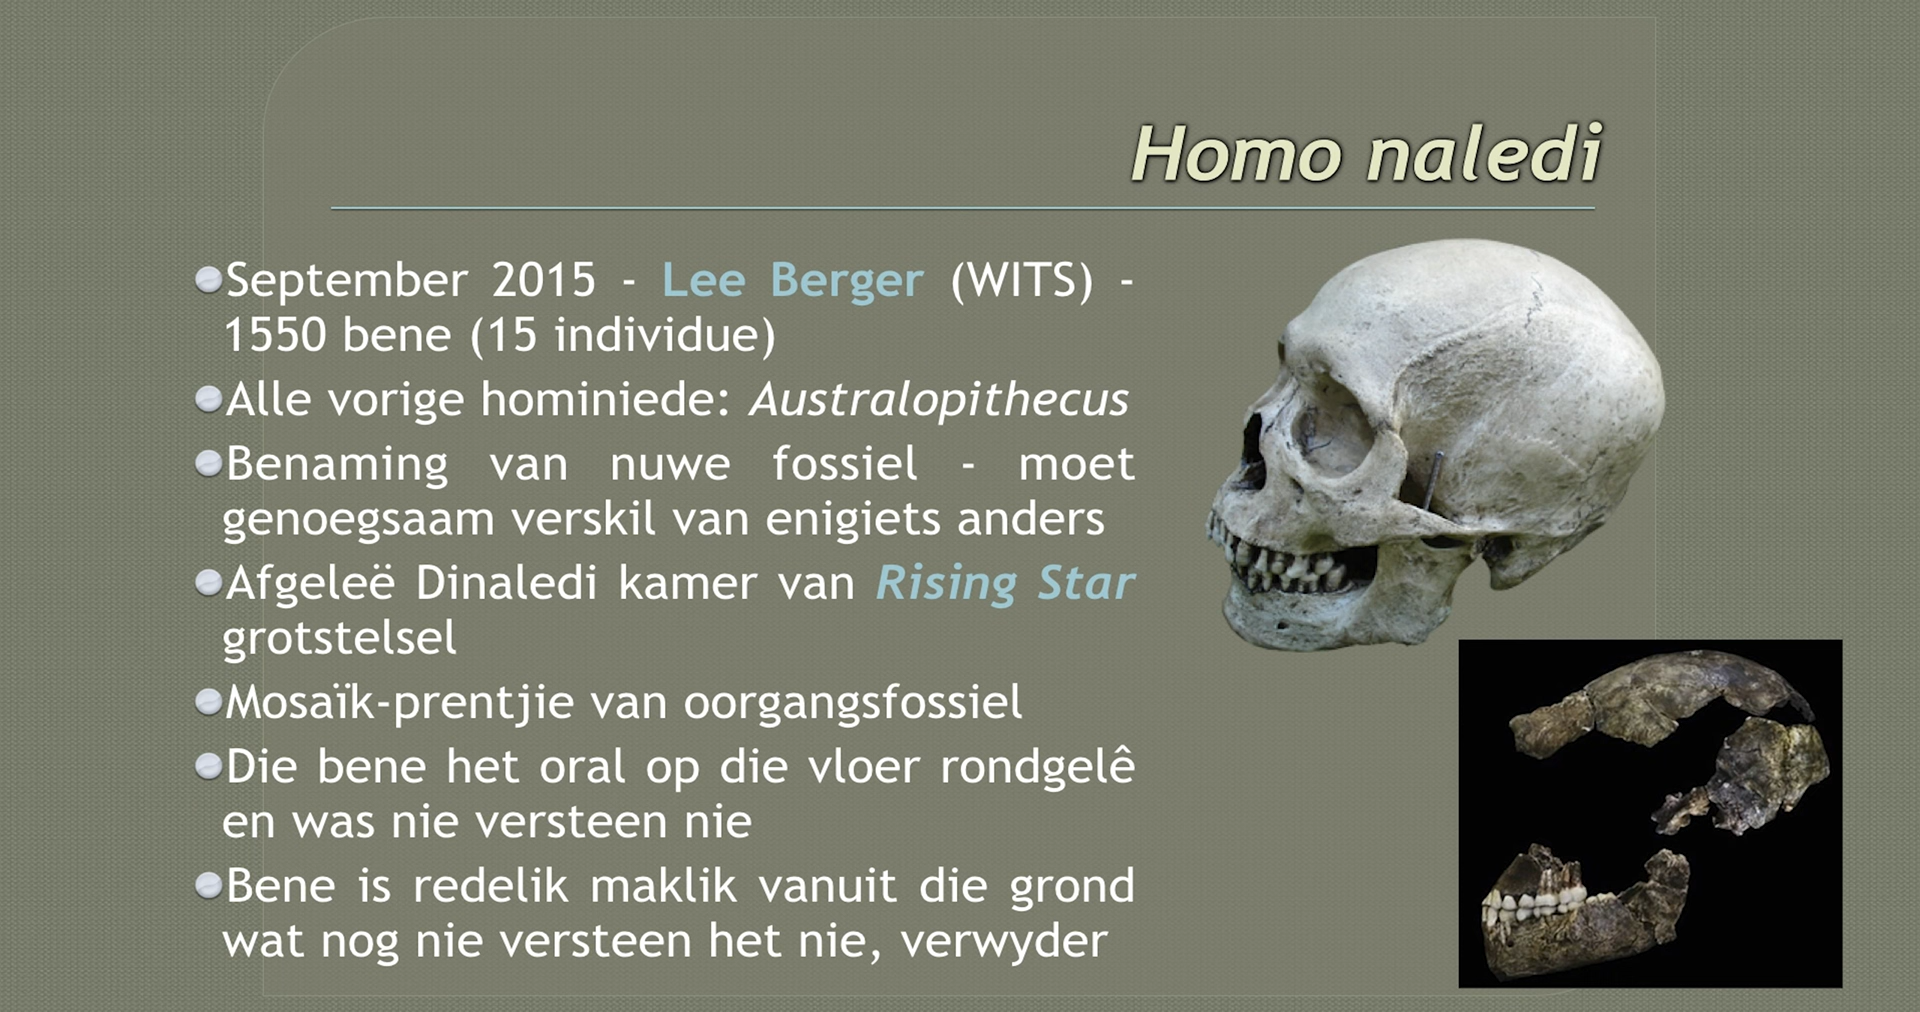 Homo naledi
September 2015 - Lee Berger (WITS) -
1550 bene (15 individue)
Alle vorige hominiede: Australopithecus
Benaming van nuwe fossiel - moet
genoegsaam verskil van enigiets anders
Afgeleë Dinaledi kamer van Rising Star
grotstelsel
Mosaïk-prentjie van oorgangsfossiel
Die bene het oral op die vloer rondgelê
en was nie versteen nie
Bene is redelik maklik vanuit die grond
wat nog nie versteen het nie, verwyder